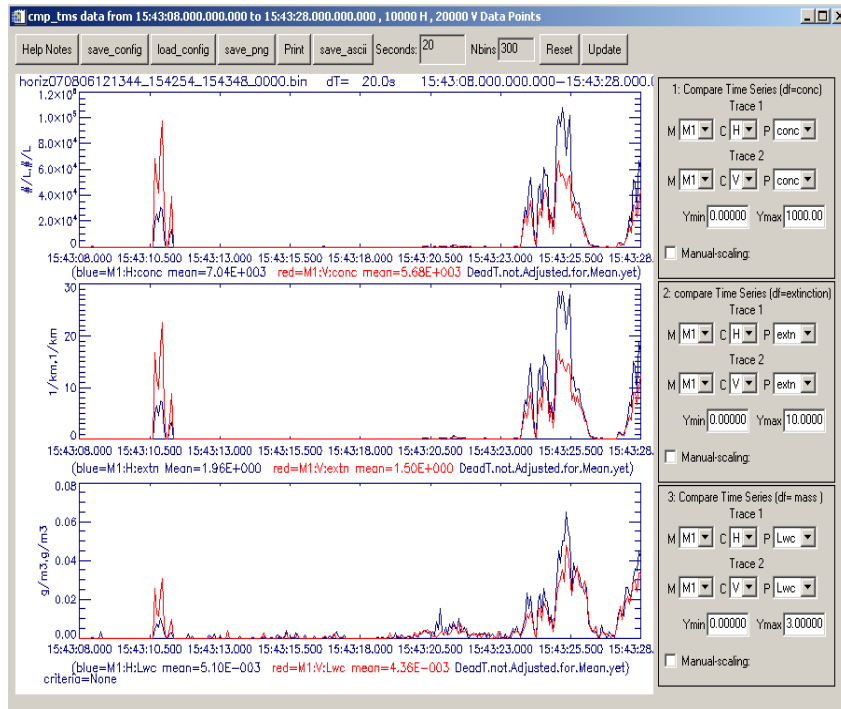 cmp_tms data from 15:43:08.000.000.000 to 15:43:28.000.000.000 , 10000 H , 20000 V Data Points
Help Notes save_config load_config save_png Print save_ascii Seconds: 20 Nbins 300 Reset Update
horiz070806121344_154254_154348_0000.bin dT= 20.0s 15:43:08.000.000.000–15:43:28.000.0
1.2×10⁵
1.0×10⁵
8.0×10⁴
6.0×10⁴
4.0×10⁴
2.0×10⁴
0
#/L,#/L
15:43:08.000 15:43:10.500 15:43:13.000 15:43:15.500 15:43:18.000 15:43:20.500 15:43:23.000 15:43:25.500 15:43:28.
(blue=M1:H:conc mean=7.04E+003 red=M1:V:conc mean=5.68E+003 DeadT.not.Adjusted.for.Mean.yet)
30
20
10
0
1/km,1/km
15:43:08.000 15:43:10.500 15:43:13.000 15:43:15.500 15:43:18.000 15:43:20.500 15:43:23.000 15:43:25.500 15:43:28.
(blue=M1:H:extn Mean=1.96E+000 red=M1:V:extn mean=1.50E+000 DeadT.not.Adjusted.for.Mean.yet)
0.08
0.06
0.04
0.02
0.00
g/m3,g/m3
15:43:08.000 15:43:10.500 15:43:13.000 15:43:15.500 15:43:18.000 15:43:20.500 15:43:23.000 15:43:25.500 15:43:28.
(blue=M1:H:Lwc mean=5.10E−003 red=M1:V:Lwc mean=4.36E−003 DeadT.not.Adjusted.for.Mean.yet)
criteria=None
1: Compare Time Series (df=conc)
Trace 1
M M1 C H P conc
Trace 2
M M1 C V P conc
Ymin 0.00000 Ymax 1000.00
Manual-scaling:
2: compare Time Series (df=extinction)
Trace 1
M M1 C H P extn
Trace 2
M M1 C V P extn
Ymin 0.00000 Ymax 10.0000
Manual-scaling:
3: Compare Time Series (df= mass )
Trace 1
M M1 C H P Lwc
Trace 2
M M1 C V P Lwc
Ymin 0.00000 Ymax 3.00000
Manual-scaling: